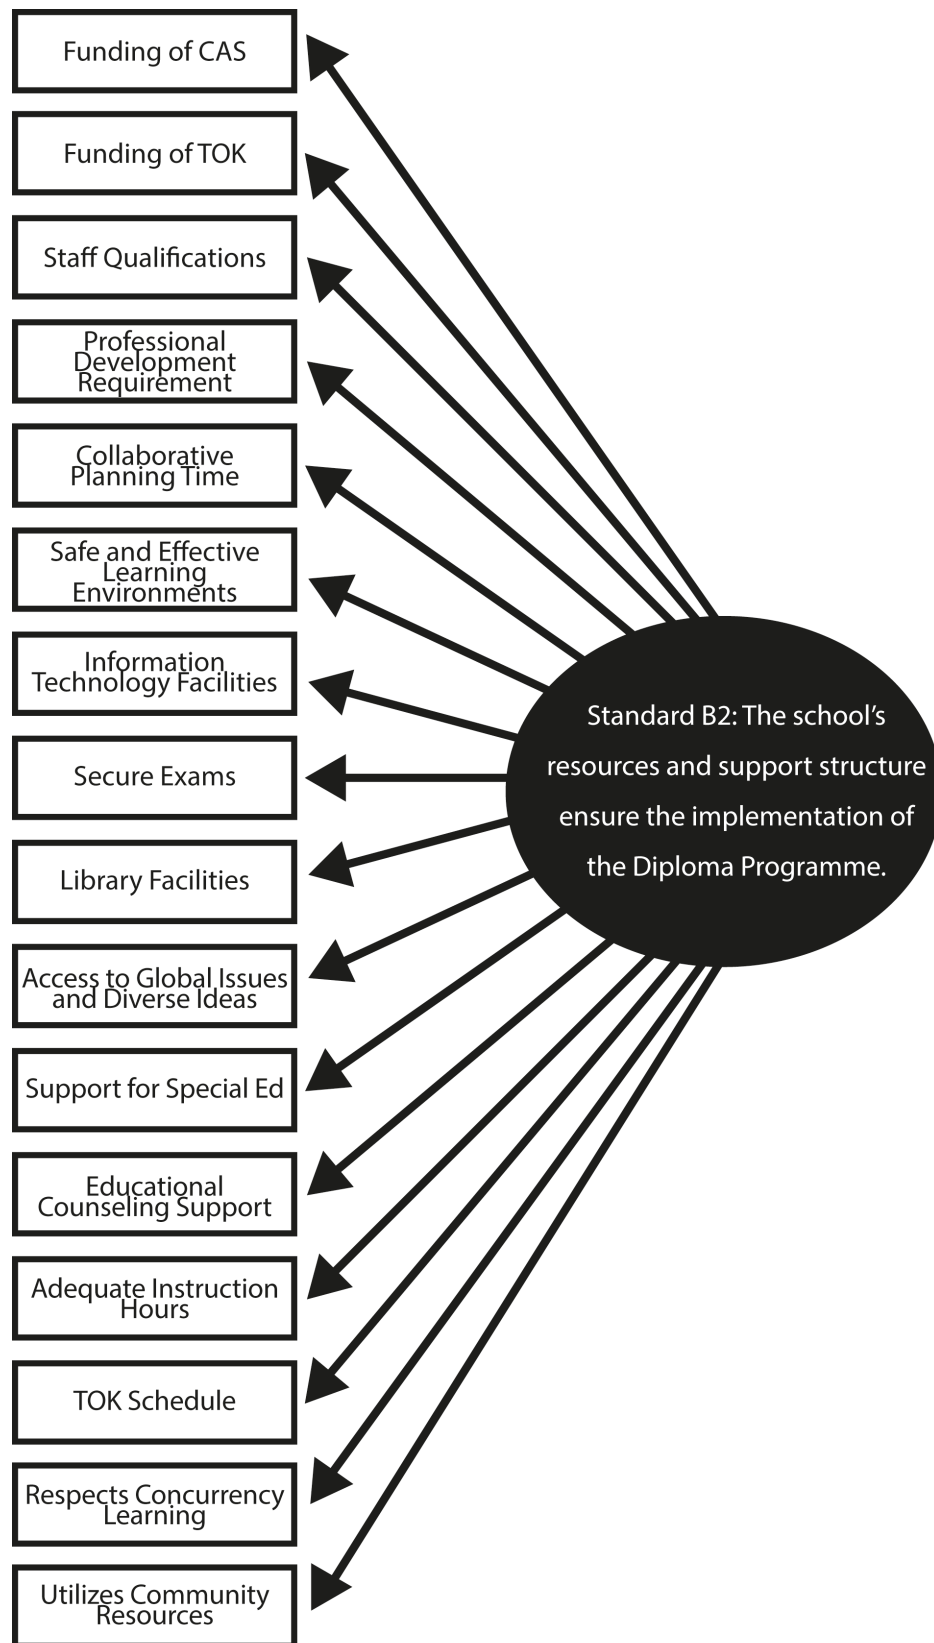 Funding of CAS
Funding of TOK
Staff Qualifications
Professional
Development
Requirement
Collaborative
Planning Time
Safe and Effective
Learning
Environments
Information
Technology Facilities
Secure Exams
Library Facilities
Access to Global Issues
and Diverse Ideas
Support for Special Ed
Educational
Counseling Support
Adequate Instruction
Hours
TOK Schedule
Respects Concurrency
Learning
Utilizes Community
Resources
Standard B2: The school’s
resources and support structure
ensure the implementation of
the Diploma Programme.